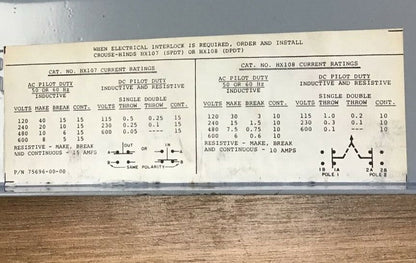 WHEN ELECTRICAL INTERLOCK IS REQUIRED, ORDER AND INSTALL
CROUSE-HINDS HX107 (SPDT) OR HX108 (DPDT)
CAT. NO. HX107 CURRENT RATINGS
AC PILOT DUTY DC PILOT DUTY
50 OR 60 HZ INDUCTIVE
INDUCTIVE
SINGLE DOUBLE
VOLTS MAKE BREAK CONT. VOLTS THROW THROW CONT.
120 40 15 15 115 0.5 0.25 15
240 20 10 15 230 0.25 0.1 15
480 10 6 15 600 0.05 ---- 15
600 8 5 15
RESISTIVE - MAKE, BREAK
AND CONTINUOUS - 15 AMPS
OUT OR 1B
B SAME POLARITY
P/N 75696-00-00
CAT. NO. HX108 CURRENT RATINGS
AC PILOT DUTY DC PILOT DUTY
50 OR 60 HZ INDUCTIVE
INDUCTIVE
SINGLE DOUBLE
VOLTS MAKE BREAK CONT. VOLTS THROW THROW CONT.
120 30 3 10 115 1.0 0.2 10
240 15 1.5 10 230 0.3 0.1 10
480 7.5 0.75 10 600 0.1 ---- 10
600 6 0.6 10
RESISTIVE - MAKE, BREAK
AND CONTINUOUS - 10 AMPS
1B 1A 2A 2B
POLE 1 POLE 2